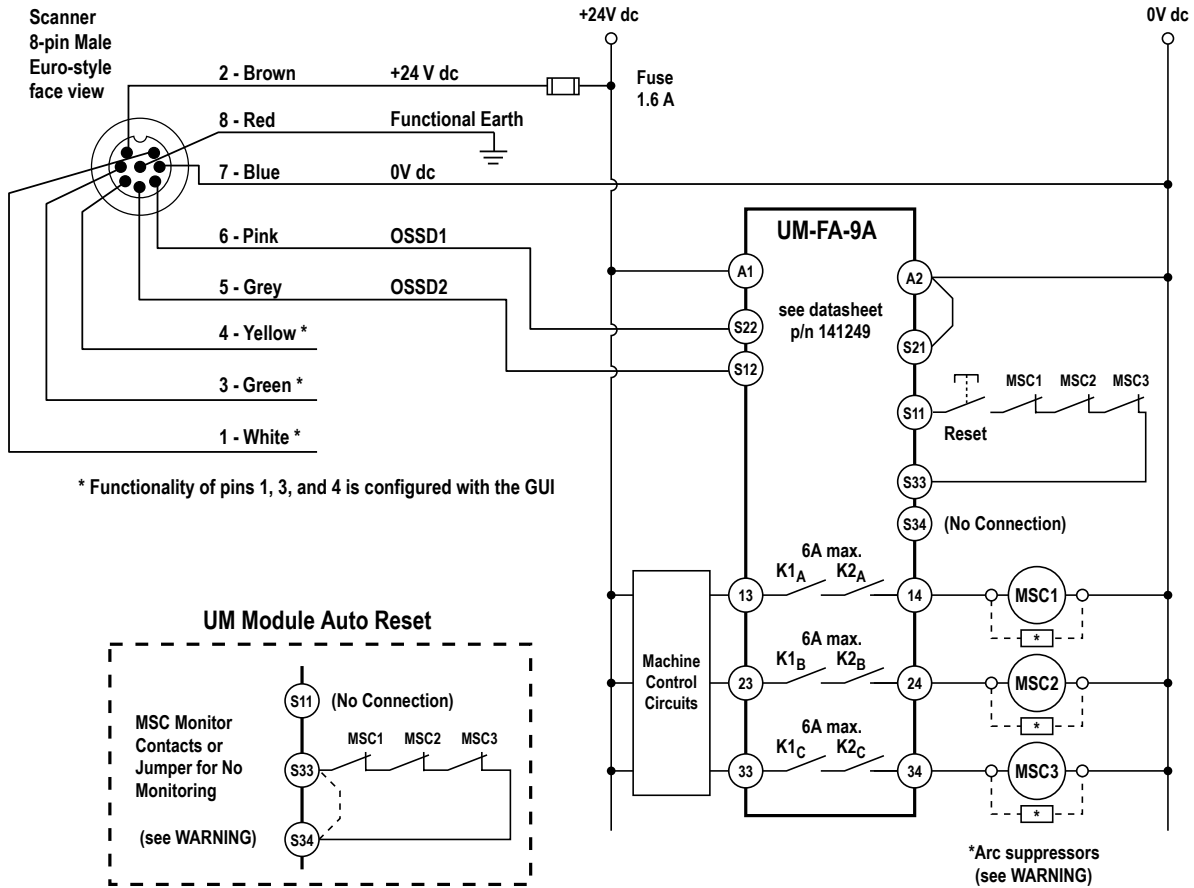 Scanner
8-pin Male
Euro-style
face view
+24V dc
0V dc
2 - Brown
+24 V dc
Fuse
1.6 A
8 - Red
Functional Earth
7 - Blue
0V dc
6 - Pink
OSSD1
5 - Grey
OSSD2
4 - Yellow *
3 - Green *
1 - White *
* Functionality of pins 1, 3, and 4 is configured with the GUI
UM-FA-9A
see datasheet
p/n 141249
A1
A2
S22
S21
S12
S11
Reset
MSC1
MSC2
MSC3
S33
S34
(No Connection)
Machine
Control
Circuits
6A max.
13
K1A
K2A
14
MSC1
*
6A max.
23
K1B
K2B
24
MSC2
*
6A max.
33
K1C
K2C
34
MSC3
*
*Arc suppressors
(see WARNING)
UM Module Auto Reset
S11
(No Connection)
MSC Monitor
Contacts or
Jumper for No
Monitoring
(see WARNING)
S33
MSC1
MSC2
MSC3
S34